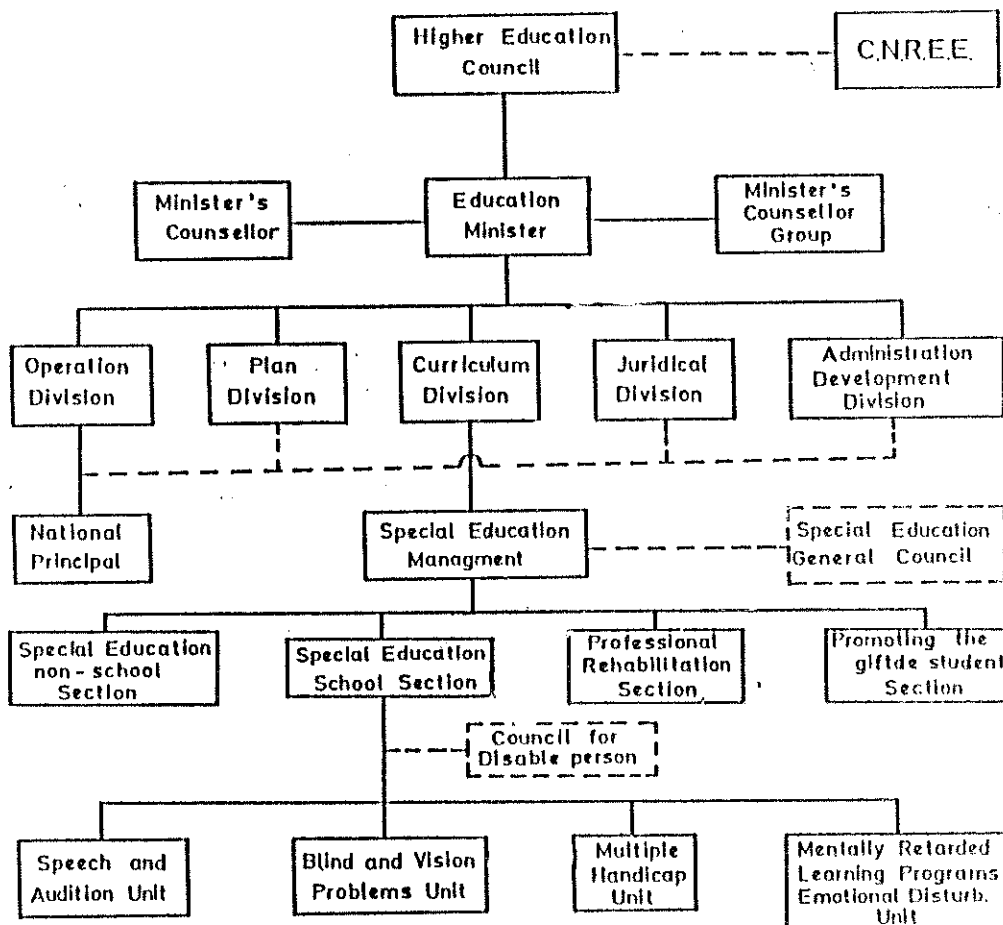 Higher Education
Council
C.N.R.E.E.
Minister's
Counsellor
Education
Minister
Minister's
Counsellor
Group
Operation
Division
Plan
Division
Curriculum
Division
Juridical
Division
Administration
Development
Division
National
Principal
Special Education
Managment
Special Education
General Council
Special Education
non-school
Section
Special Education
School Section
Professional
Rehabilitation
Section
Promoting the
giftde student
Section
Council for
Disable person
Speech and
Audition Unit
Blind and Vision
Problems Unit
Multiple
Handicap
Unit
Mentally Retarded
Learning Programs
Emotional Disturb.
Unit